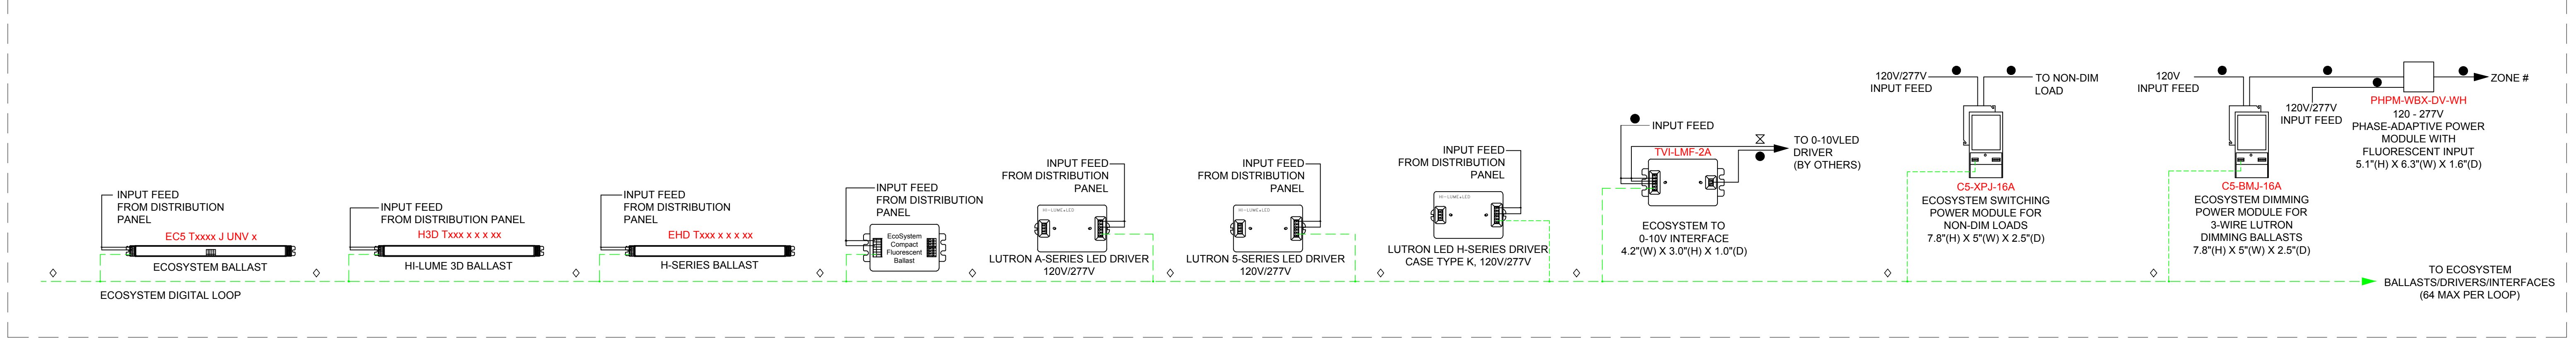 INPUT FEED
FROM DISTRIBUTION
PANEL
EC5 Txxxx J UNV x
ECOSYSTEM BALLAST
ECOSYSTEM DIGITAL LOOP
INPUT FEED
FROM DISTRIBUTION PANEL
H3D Txxx x x x xx
HI-LUME 3D BALLAST
INPUT FEED
FROM DISTRIBUTION
PANEL
EHD Txxx x x x xx
H-SERIES BALLAST
INPUT FEED
FROM DISTRIBUTION
PANEL
EcoSystem
Compact
Fluorescent
Ballast
INPUT FEED
FROM DISTRIBUTION
PANEL
HI-LUME LED
LUTRON A-SERIES LED DRIVER
120V/277V
INPUT FEED
FROM DISTRIBUTION
PANEL
HI-LUME LED
LUTRON 5-SERIES LED DRIVER
120V/277V
INPUT FEED
FROM DISTRIBUTION
PANEL
HI-LUME LED
LUTRON LED H-SERIES DRIVER
CASE TYPE K, 120V/277V
INPUT FEED
TVI-LMF-2A
TO 0-10VLED
DRIVER
(BY OTHERS)
ECOSYSTEM TO
0-10V INTERFACE
4.2"(W) X 3.0"(H) X 1.0"(D)
120V/277V
INPUT FEED
TO NON-DIM
LOAD
C5-XPJ-16A
ECOSYSTEM SWITCHING
POWER MODULE FOR
NON-DIM LOADS
7.8"(H) X 5"(W) X 2.5"(D)
120V
INPUT FEED
C5-BMJ-16A
ECOSYSTEM DIMMING
POWER MODULE FOR
3-WIRE LUTRON
DIMMING BALLASTS
7.8"(H) X 5"(W) X 2.5"(D)
120V/277V
INPUT FEED
ZONE #
PHPM-WBX-DV-WH
120 - 277V
PHASE-ADAPTIVE POWER
MODULE WITH
FLUORESCENT INPUT
5.1"(H) X 6.3"(W) X 1.6"(D)
TO ECOSYSTEM
BALLASTS/DRIVERS/INTERFACES
(64 MAX PER LOOP)